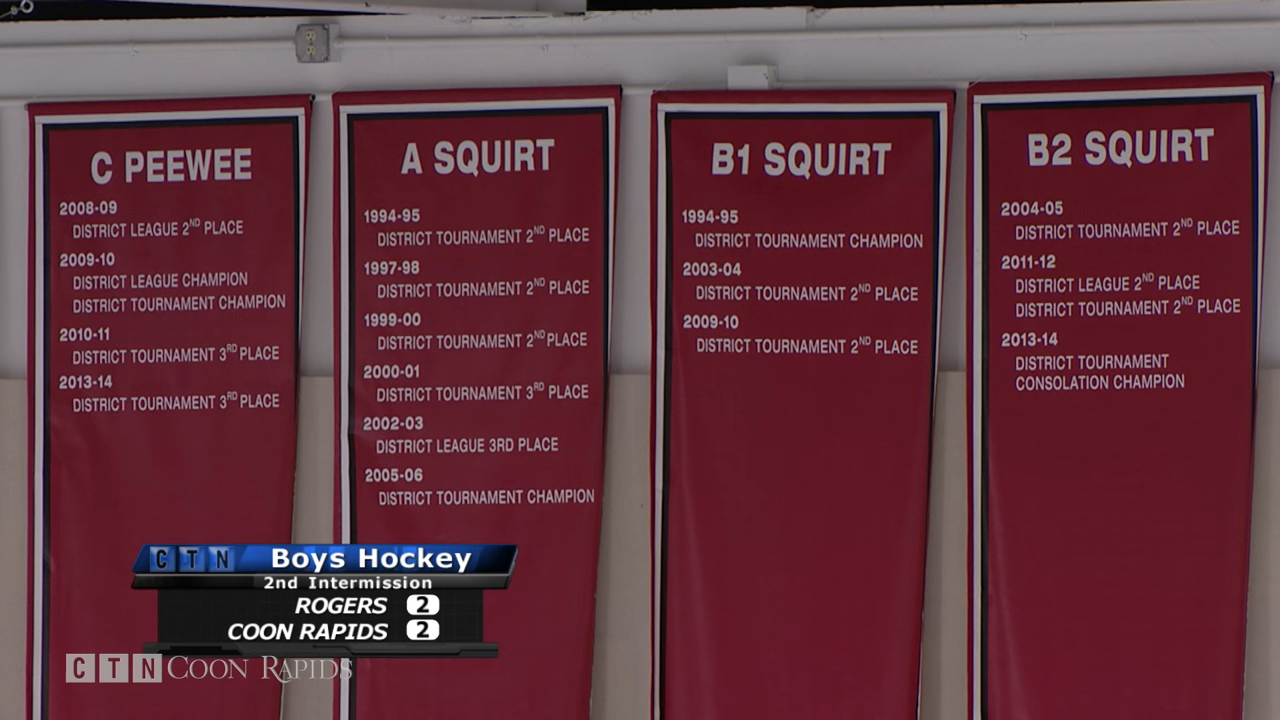 C PEEWEE
2008-09
DISTRICT LEAGUE 2ND PLACE
2009-10
DISTRICT LEAGUE CHAMPION
DISTRICT TOURNAMENT CHAMPION
2010-11
DISTRICT TOURNAMENT 3RD PLACE
2013-14
DISTRICT TOURNAMENT 3RD PLACE
A SQUIRT
1994-95
DISTRICT TOURNAMENT 2ND PLACE
1997-98
DISTRICT TOURNAMENT 2ND PLACE
1999-00
DISTRICT TOURNAMENT 2ND PLACE
2000-01
DISTRICT TOURNAMENT 3RD PLACE
2002-03
DISTRICT LEAGUE 3RD PLACE
2005-06
DISTRICT TOURNAMENT CHAMPION
B1 SQUIRT
1994-95
DISTRICT TOURNAMENT CHAMPION
2003-04
DISTRICT TOURNAMENT 2ND PLACE
2009-10
DISTRICT TOURNAMENT 2ND PLACE
B2 SQUIRT
2004-05
DISTRICT TOURNAMENT 2ND PLACE
2011-12
DISTRICT LEAGUE 2ND PLACE
DISTRICT TOURNAMENT 2ND PLACE
2013-14
DISTRICT TOURNAMENT
CONSOLATION CHAMPION
CTN Boys Hockey
2nd Intermission
ROGERS 2
COON RAPIDS 2
CTN COON RAPIDS